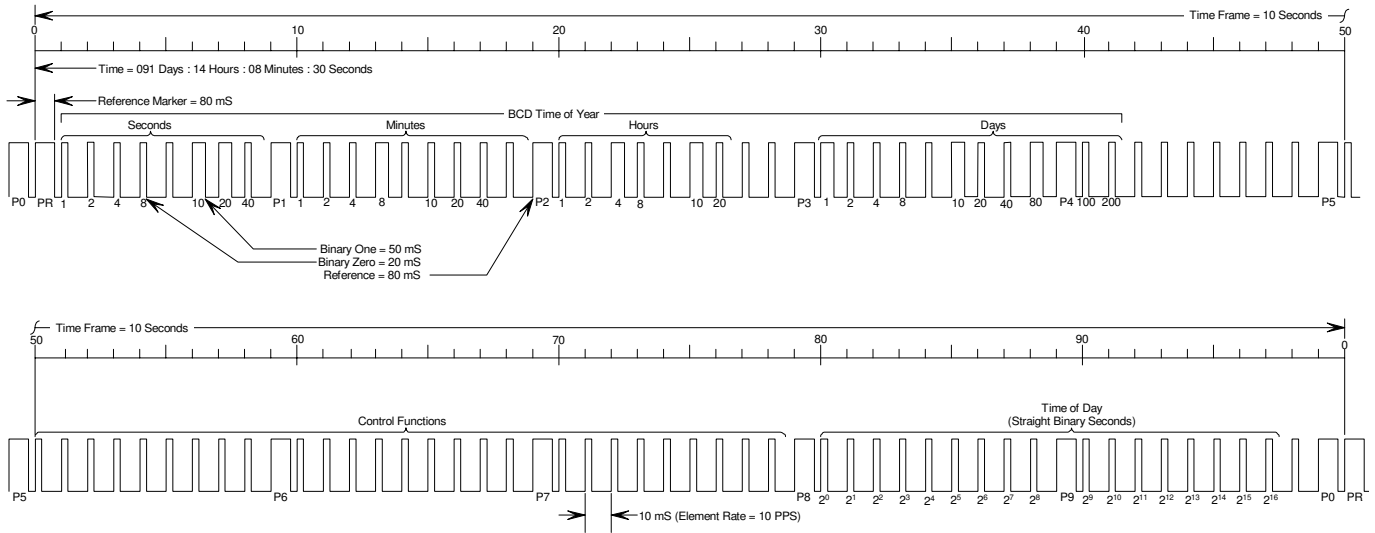 Time Frame = 10 Seconds
0 10 20 30 40 50
Time = 091 Days : 14 Hours : 08 Minutes : 30 Seconds
Reference Marker = 80 mS
BCD Time of Year
Seconds Minutes Hours Days
P0 PR 1 2 4 8 10 20 40 P1 1 2 4 8 10 20 40 P2 1 2 4 8 10 20 P3 1 2 4 8 10 20 40 80 P4 100 200 P5
Binary One = 50 mS
Binary Zero = 20 mS
Reference = 80 mS
Time Frame = 10 Seconds
50 60 70 80 90 0
Control Functions
Time of Day
(Straight Binary Seconds)
P5 P6 P7 P8 2⁰ 2¹ 2² 2³ 2⁴ 2⁵ 2⁶ 2⁷ 2⁸ P9 2⁹ 2¹⁰ 2¹¹ 2¹² 2¹³ 2¹⁴ 2¹⁵ 2¹⁶ P0 PR
10 mS (Element Rate = 10 PPS)